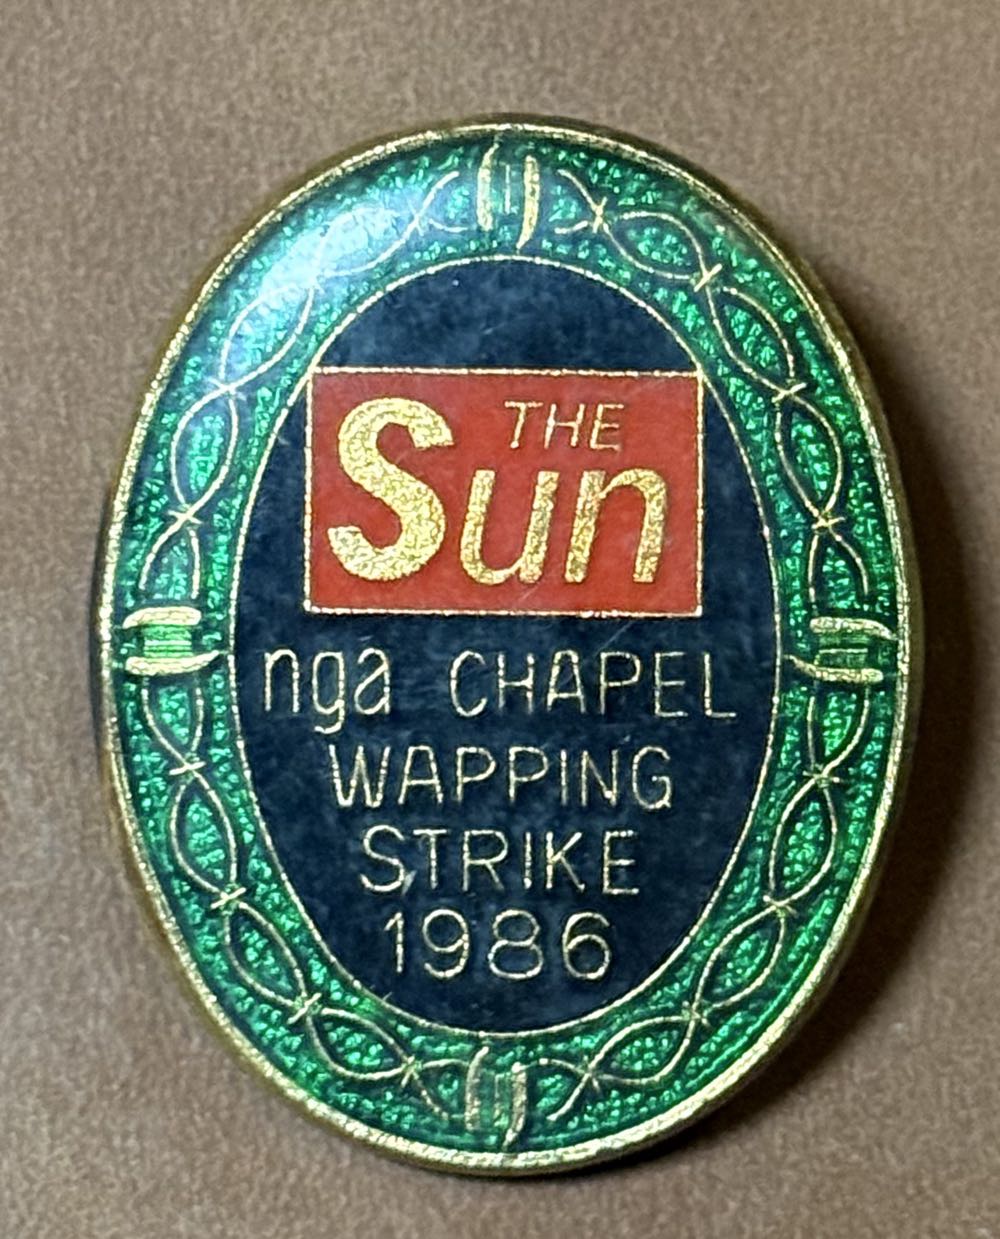 THE
Sun
nga CHAPEL
WAPPING
STRIKE
1986